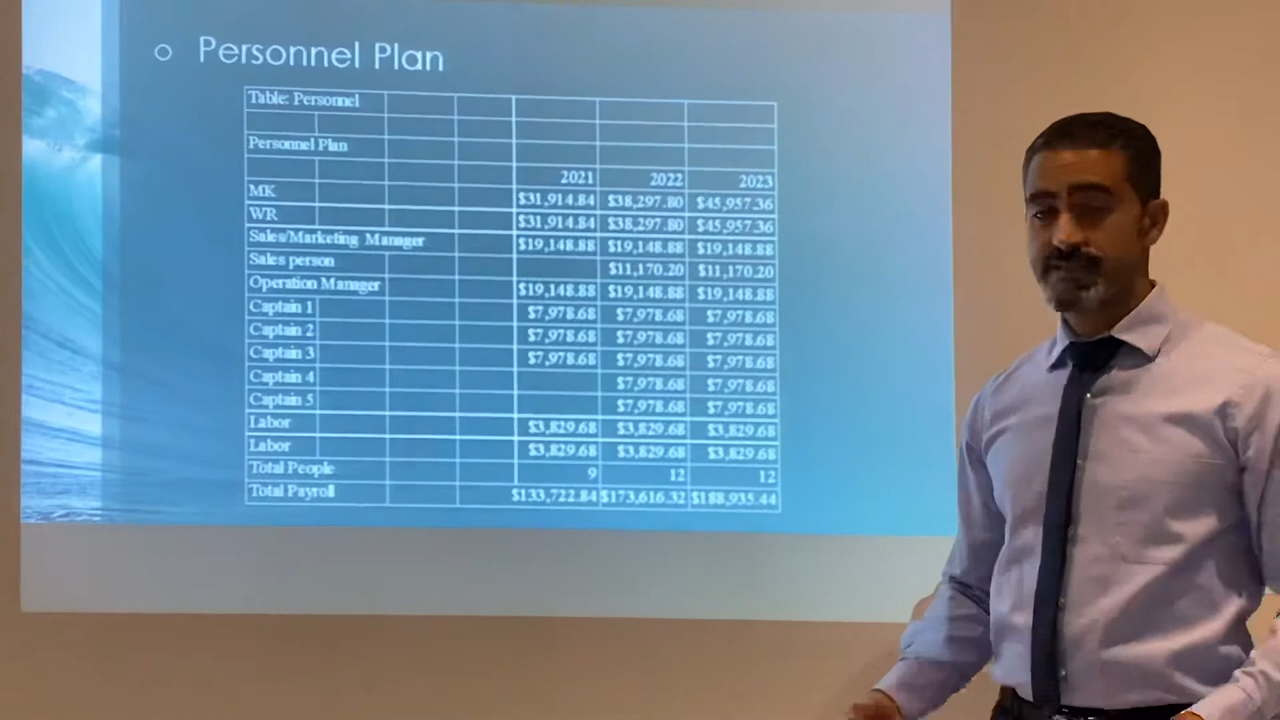 Personnel Plan
Table: Personnel
Personnel Plan
2021 2022 2023
MK $31,914.84 $38,297.80 $45,957.36
WR $31,914.84 $38,297.80 $45,957.36
Sales/Marketing Manager $19,148.88 $19,148.88 $19,148.88
Sales person $11,170.20 $11,170.20
Operation Manager $19,148.88 $19,148.88 $19,148.88
Captain 1 $7,978.68 $7,978.68 $7,978.68
Captain 2 $7,978.68 $7,978.68 $7,978.68
Captain 3 $7,978.68 $7,978.68 $7,978.68
Captain 4 $7,978.68 $7,978.68
Captain 5 $7,978.68 $7,978.68
Labor $3,829.68 $3,829.68 $3,829.68
Labor $3,829.68 $3,829.68 $3,829.68
Total People 9 12 12
Total Payroll $133,722.84 $173,616.32 $188,935.44